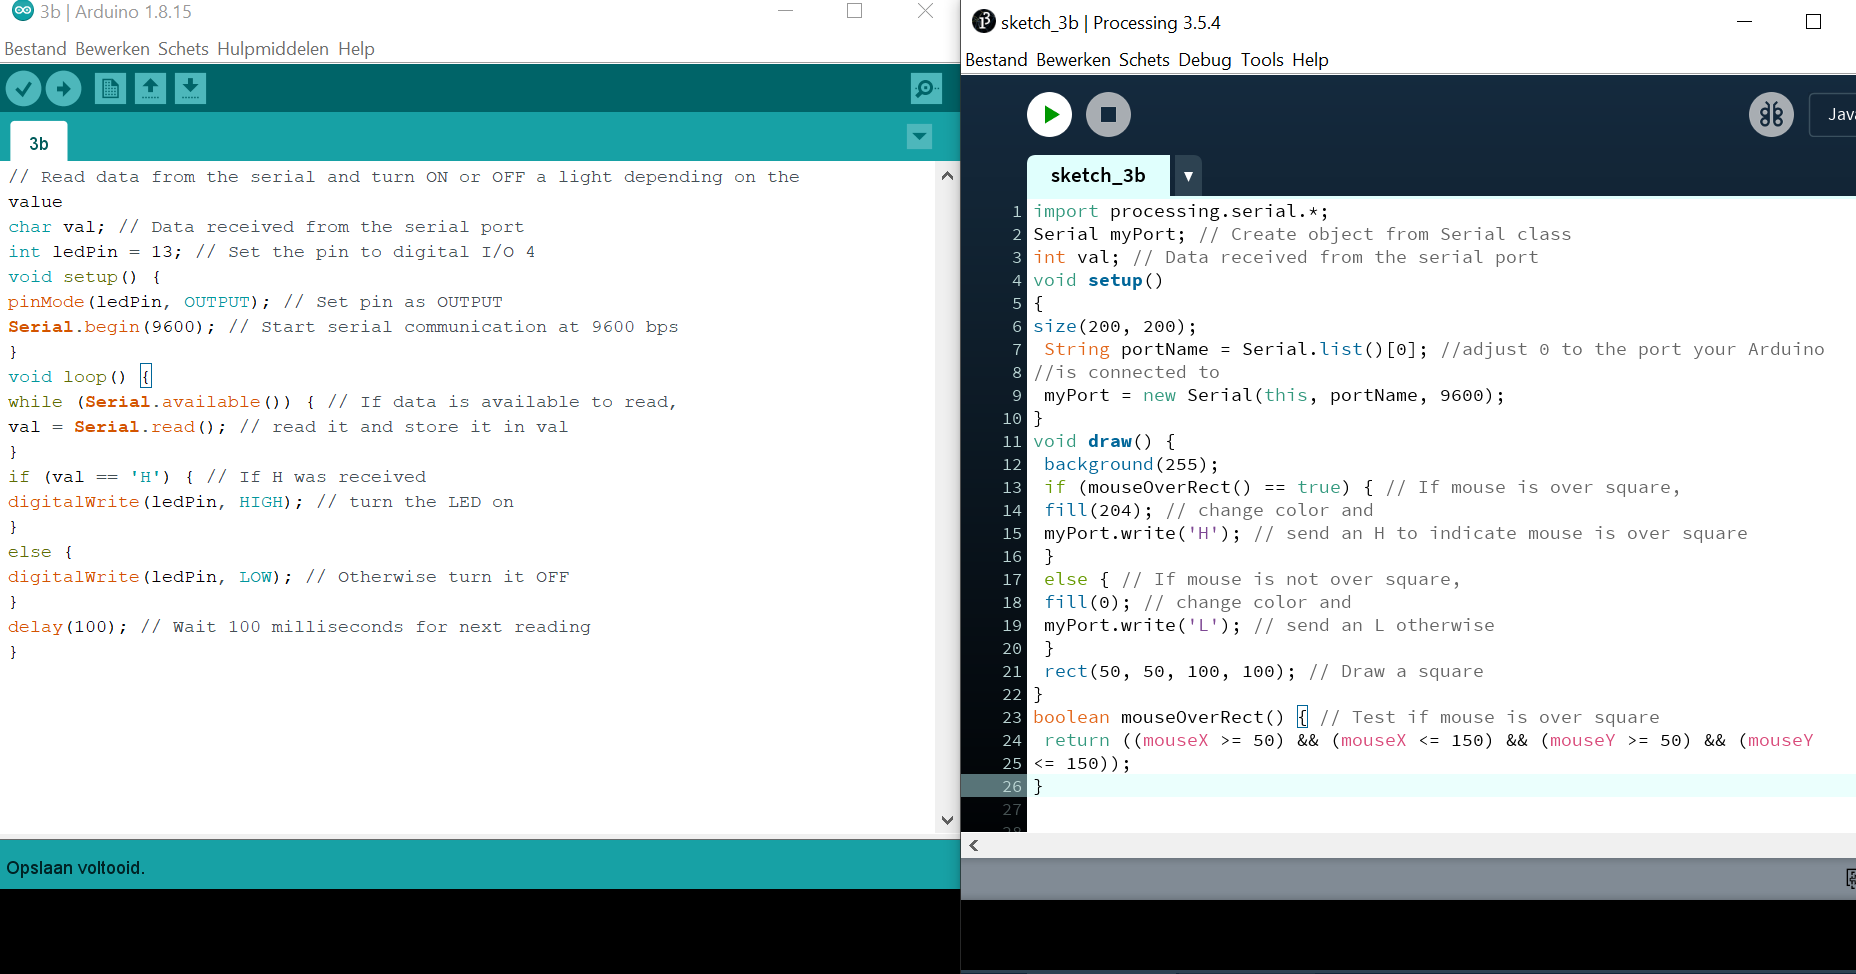 3b | Arduino 1.8.15
Bestand Bewerken Schets Hulpmiddelen Help
3b
// Read data from the serial and turn ON or OFF a light depending on the
value
char val; // Data received from the serial port
int ledPin = 13; // Set the pin to digital I/O 4
void setup() {
pinMode(ledPin, OUTPUT); // Set pin as OUTPUT
Serial.begin(9600); // Start serial communication at 9600 bps
}
void loop() {
while (Serial.available()) { // If data is available to read,
val = Serial.read(); // read it and store it in val
}
if (val == 'H') { // If H was received
digitalWrite(ledPin, HIGH); // turn the LED on
}
else {
digitalWrite(ledPin, LOW); // Otherwise turn it OFF
}
delay(100); // Wait 100 milliseconds for next reading
}
Opslaan voltooid.
sketch_3b | Processing 3.5.4
Bestand Bewerken Schets Debug Tools Help
Jav
sketch_3b
1 import processing.serial.*;
2 Serial myPort; // Create object from Serial class
3 int val; // Data received from the serial port
4 void setup()
5 {
6 size(200, 200);
7 String portName = Serial.list()[0]; //adjust 0 to the port your Arduino
8 //is connected to
9 myPort = new Serial(this, portName, 9600);
10 }
11 void draw() {
12 background(255);
13 if (mouseOverRect() == true) { // If mouse is over square,
14 fill(204); // change color and
15 myPort.write('H'); // send an H to indicate mouse is over square
16 }
17 else { // If mouse is not over square,
18 fill(0); // change color and
19 myPort.write('L'); // send an L otherwise
20 }
21 rect(50, 50, 100, 100); // Draw a square
22 }
23 boolean mouseOverRect() { // Test if mouse is over square
24 return ((mouseX >= 50) && (mouseX <= 150) && (mouseY >= 50) && (mouseY
25 <= 150));
26 }
27
28